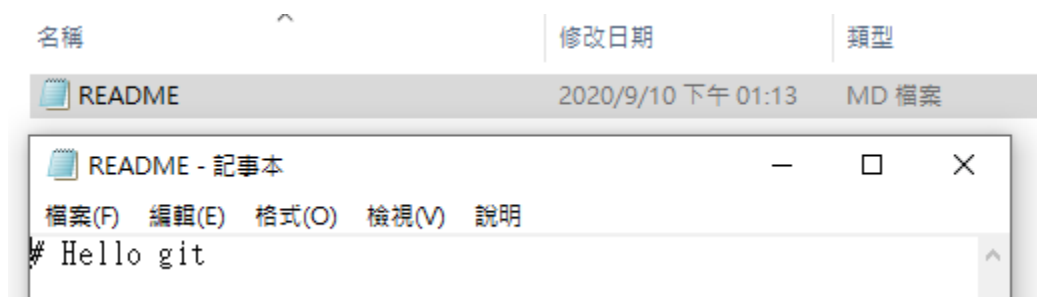 名稱 修改日期 類型
README 2020/9/10 下午 01:13 MD 檔案
README - 記事本
檔案(F) 編輯(E) 格式(O) 檢視(V) 說明
# Hello git